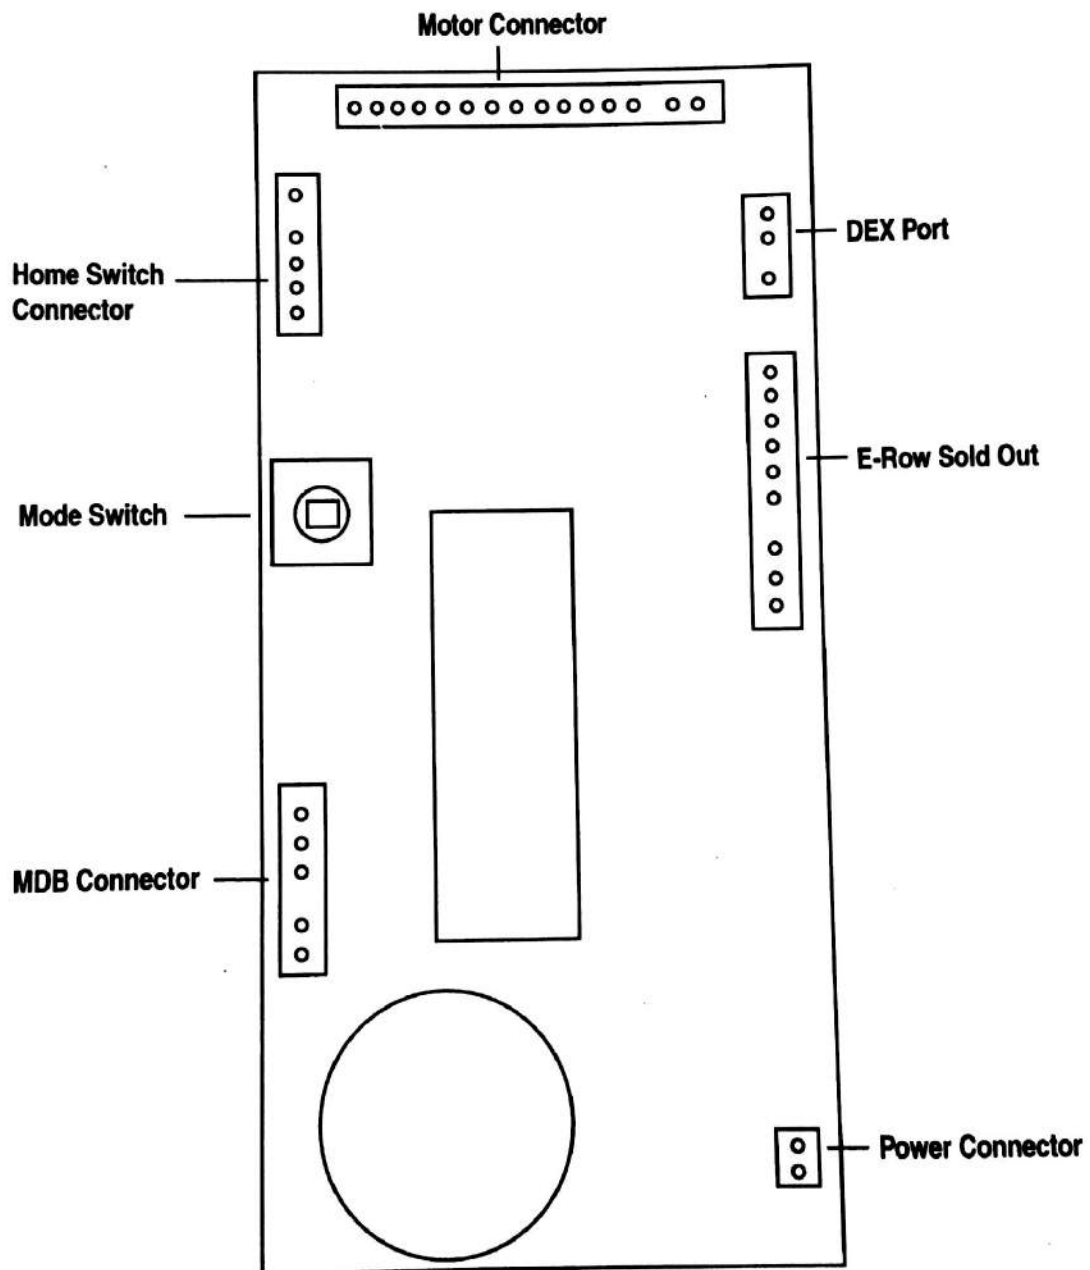 Motor Connector
DEX Port
Home Switch
Connector
E-Row Sold Out
Mode Switch
MDB Connector
Power Connector